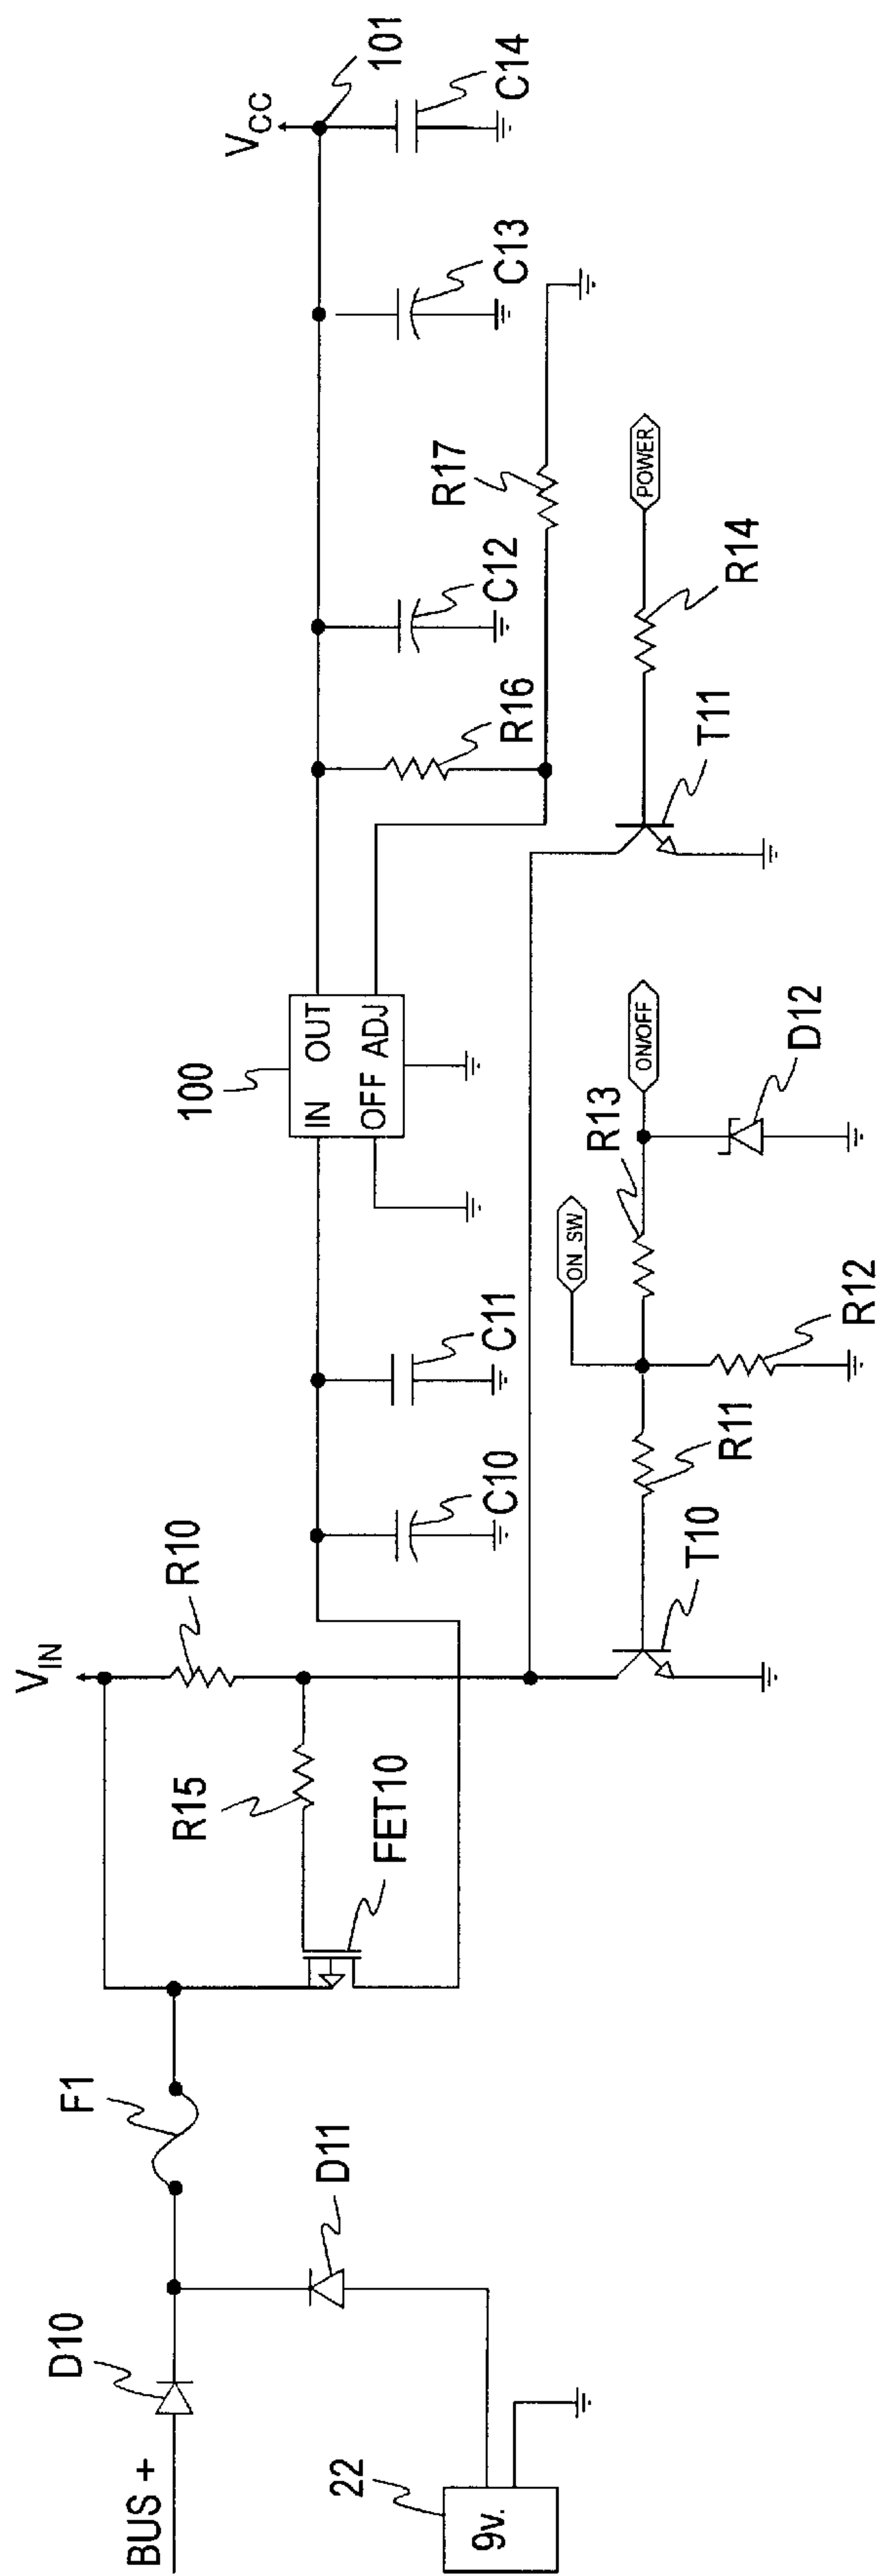 BUS +
D10
22
9v.
D11
F1
VIN
R10
R15
FET10
C10
C11
100
IN OUT
OFF ADJ
R16
C12
R17
C13
VCC
101
C14
T10
R11
ON SW
R12
R13
ON/OFF
D12
T11
R14
POWER